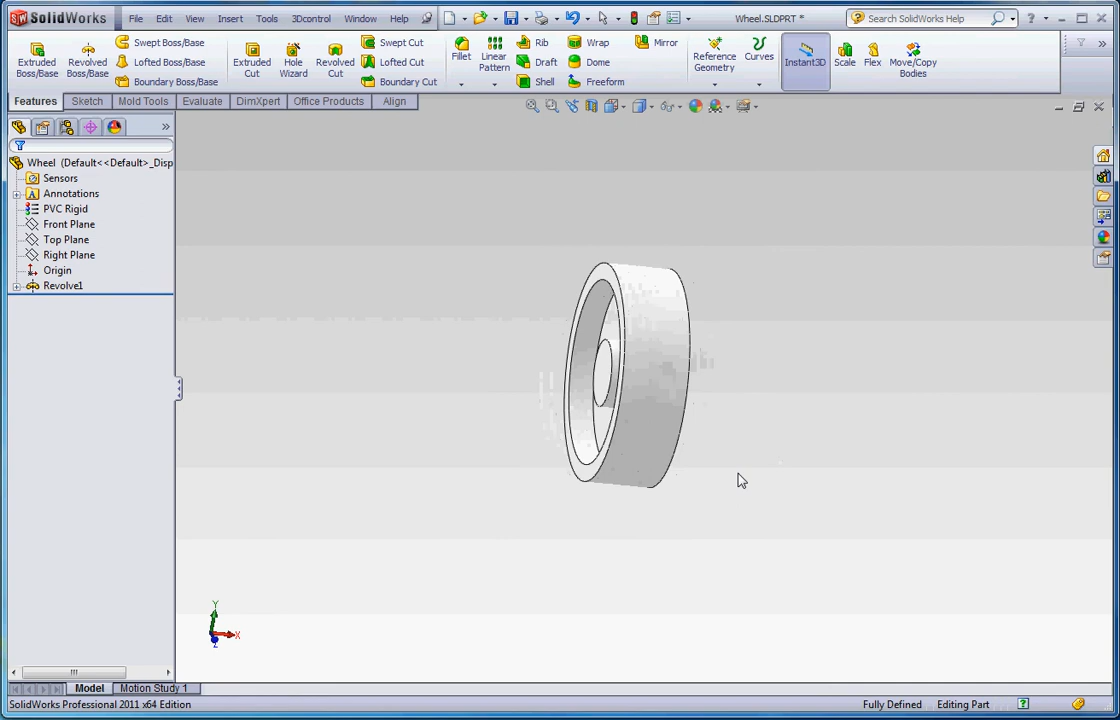 SolidWorks File Edit View Insert Tools 3Dcontrol Window Help Wheel.SLDPRT * Search SolidWorks Help
Extruded Boss/Base
Revolved Boss/Base
Swept Boss/Base
Lofted Boss/Base
Boundary Boss/Base
Extruded Cut
Hole Wizard
Revolved Cut
Swept Cut
Lofted Cut
Boundary Cut
Fillet
Linear Pattern
Rib
Draft
Shell
Wrap
Dome
Freeform
Mirror
Reference Geometry
Curves
Instant3D
Scale
Flex
Move/Copy Bodies
Features Sketch Mold Tools Evaluate DimXpert Office Products Align
Wheel (Default<<Default>_Disp
Sensors
Annotations
PVC Rigid
Front Plane
Top Plane
Right Plane
Origin
Revolve1
Y
X
Z
Model Motion Study 1
SolidWorks Professional 2011 x64 Edition Fully Defined Editing Part